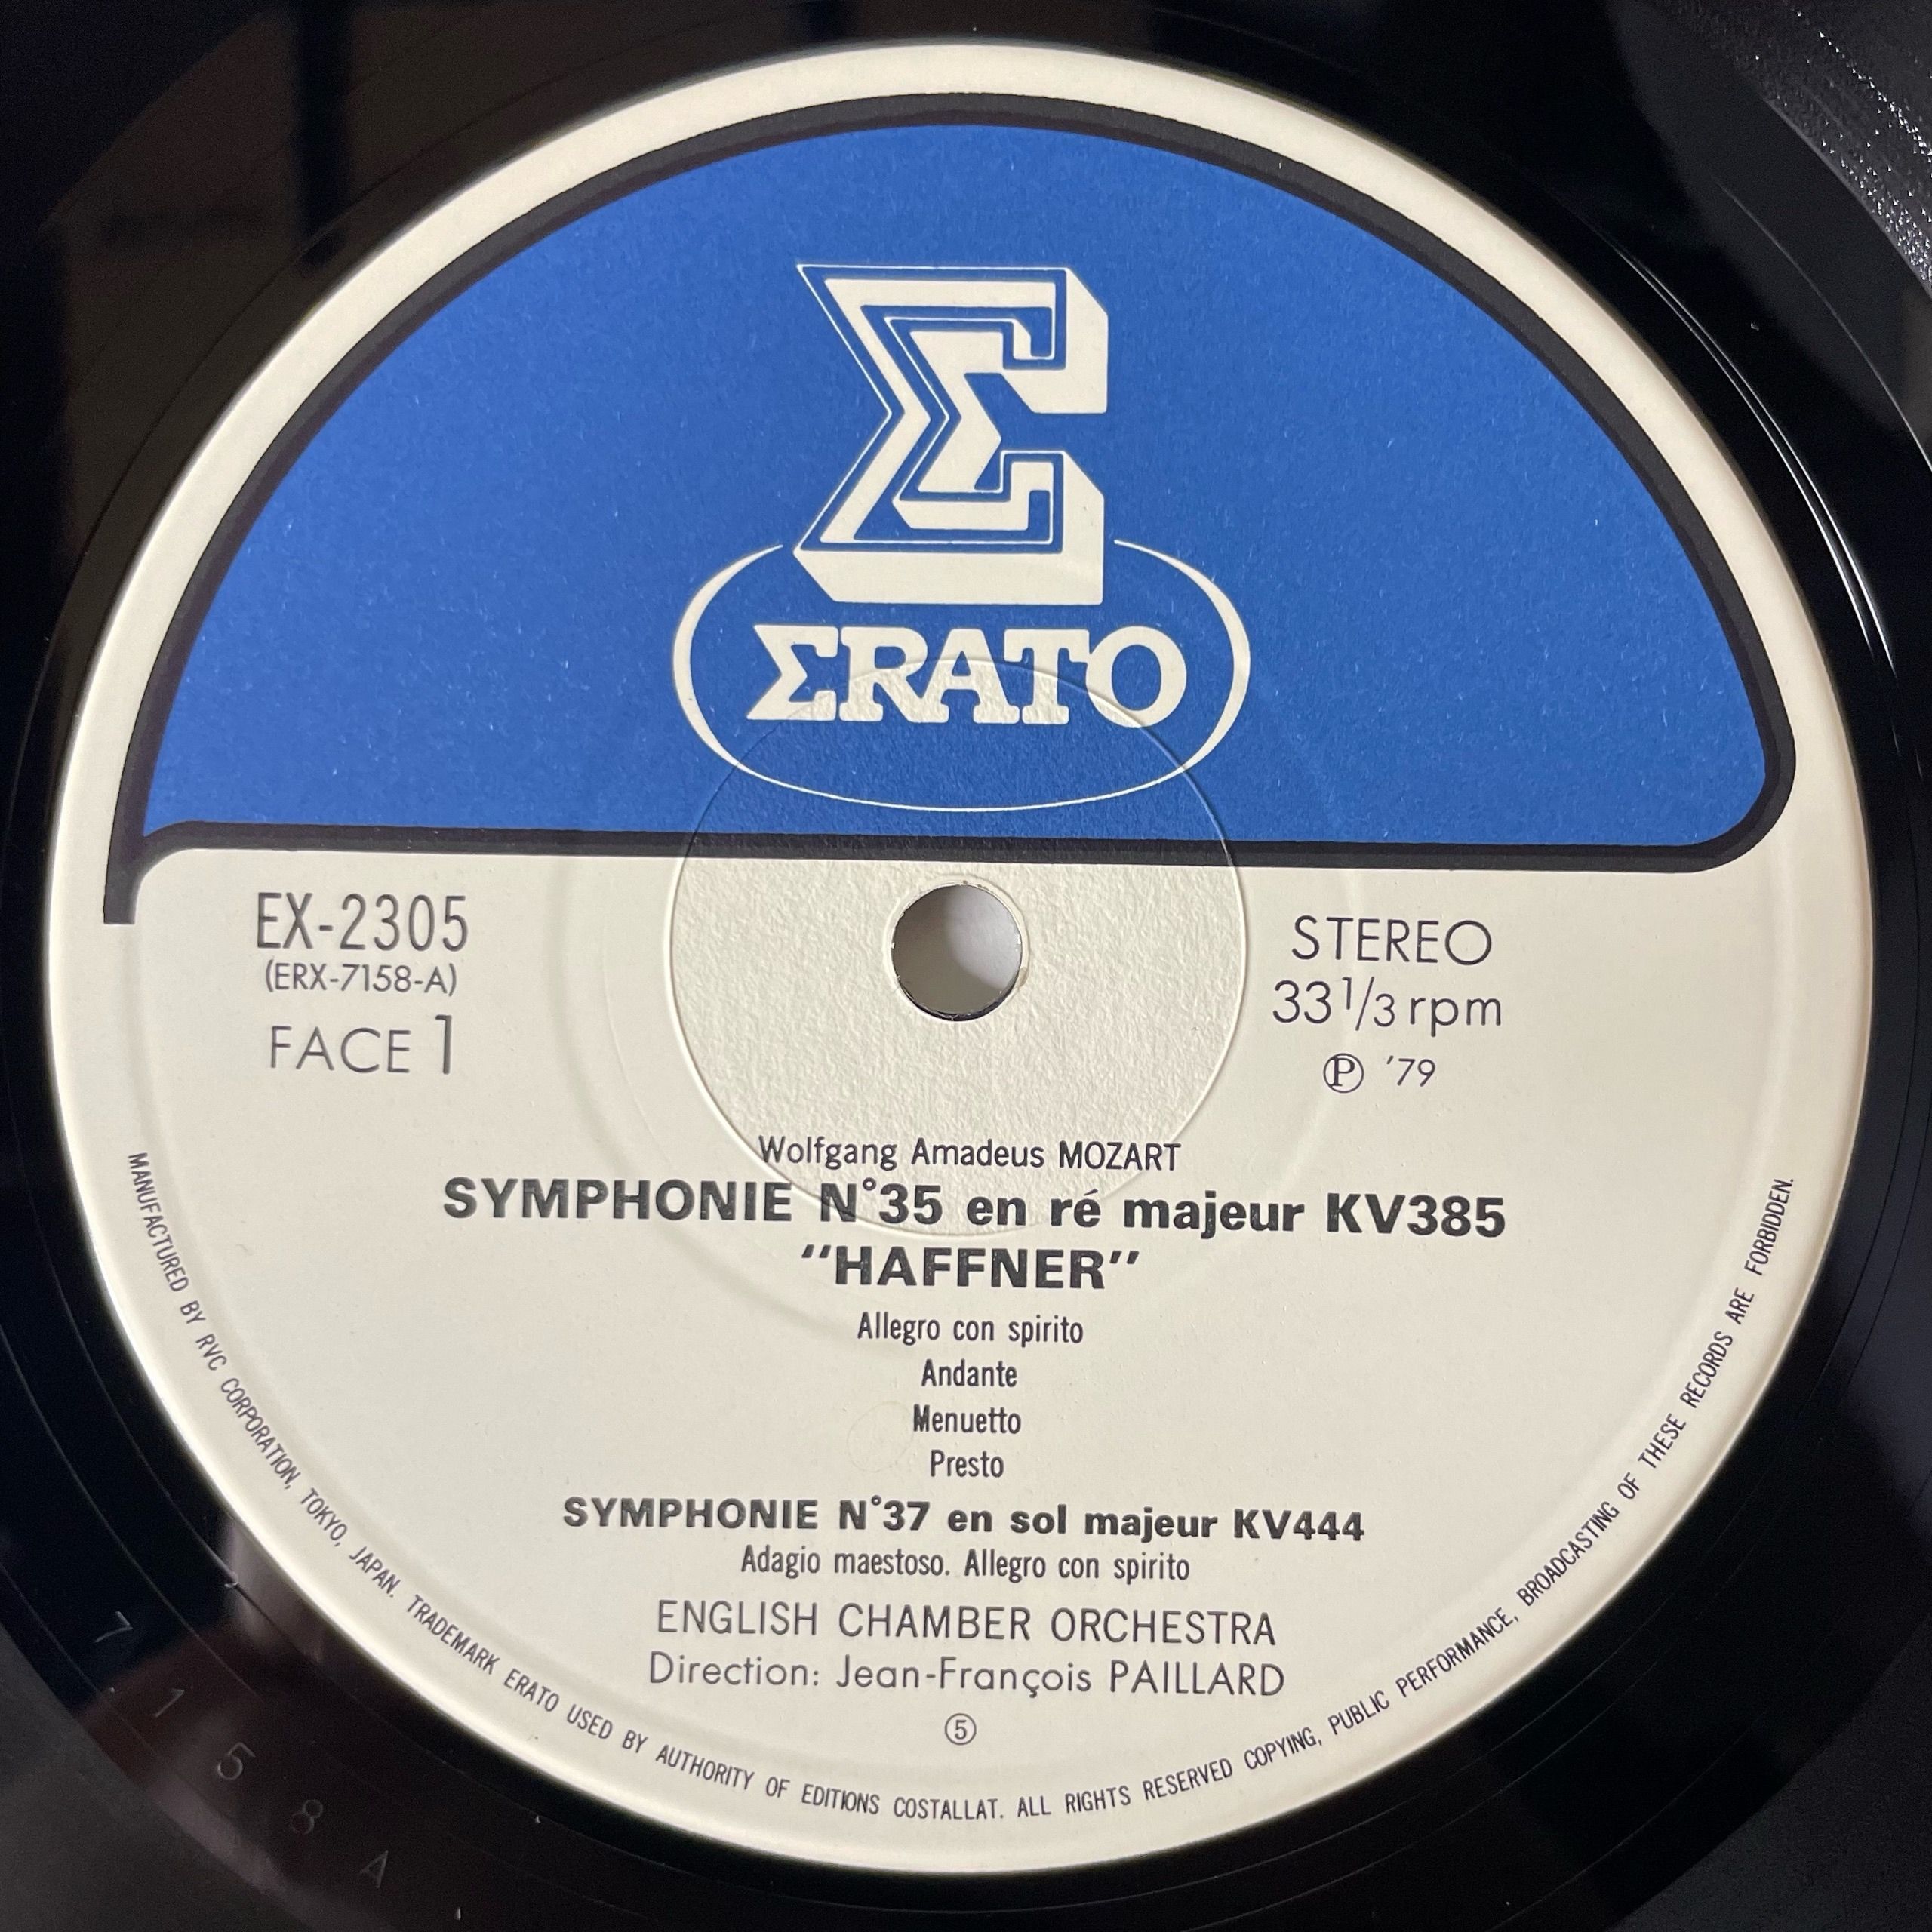 Σ
ΣRATO
EX-2305
(ERX-7158-A)
FACE 1
STEREO
33 1/3 rpm
Ⓟ '79
Wolfgang Amadeus MOZART
SYMPHONIE N°35 en ré majeur KV385
"HAFFNER"
Allegro con spirito
Andante
Menuetto
Presto
SYMPHONIE N°37 en sol majeur KV444
Adagio maestoso. Allegro con spirito
ENGLISH CHAMBER ORCHESTRA
Direction: Jean-François PAILLARD
⑤
MANUFACTURED BY RVC CORPORATION, TOKYO, JAPAN. TRADEMARK ERATO USED BY AUTHORITY OF EDITIONS COSTALLAT. ALL RIGHTS RESERVED COPYING, PUBLIC PERFORMANCE, BROADCASTING OF THESE RECORDS ARE FORBIDDEN.
7158A